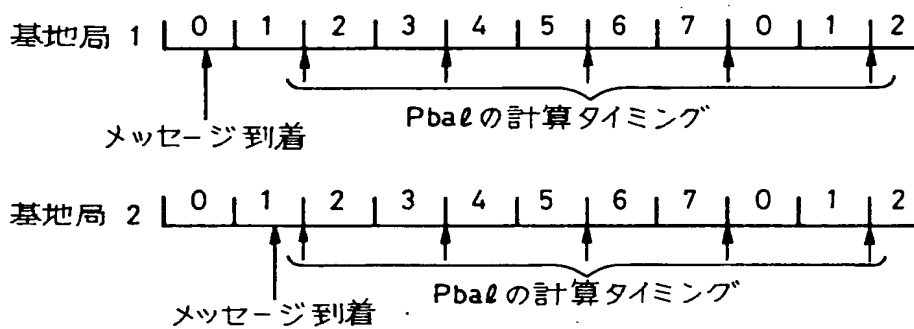 基地局 1 0 1 2 3 4 5 6 7 0 1 2
メッセージ到着
Pbalの計算タイミング
基地局 2 0 1 2 3 4 5 6 7 0 1 2
Pbalの計算タイミング
メッセージ到着